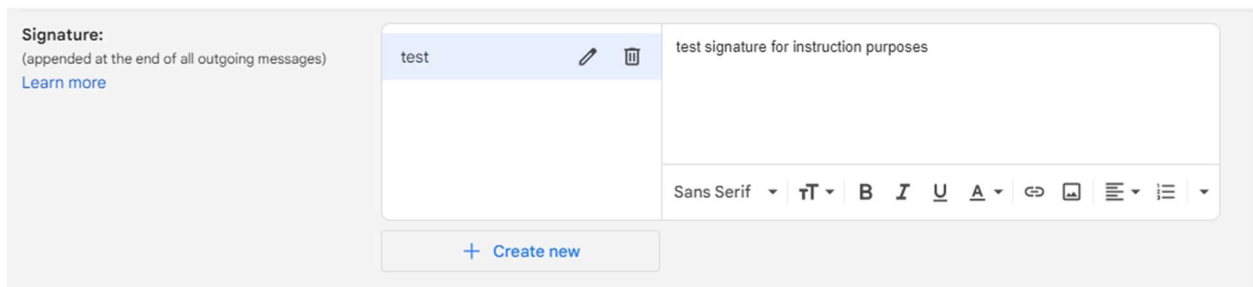 Signature:
(appended at the end of all outgoing messages)
Learn more
test
test signature for instruction purposes
Sans Serif
B I U A
Create new